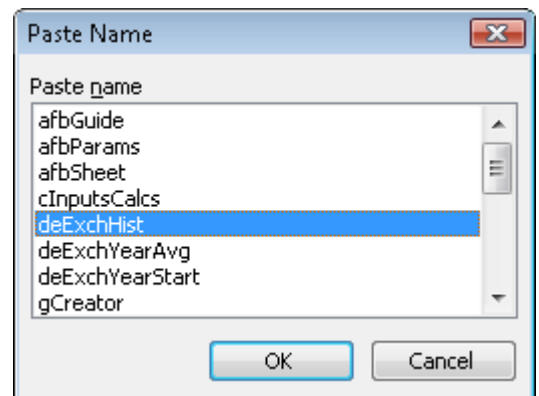 Paste Name
Paste name
afbGuide
afbParams
afbSheet
cInputsCalcs
deExchHist
deExchYearAvg
deExchYearStart
gCreator
OK Cancel